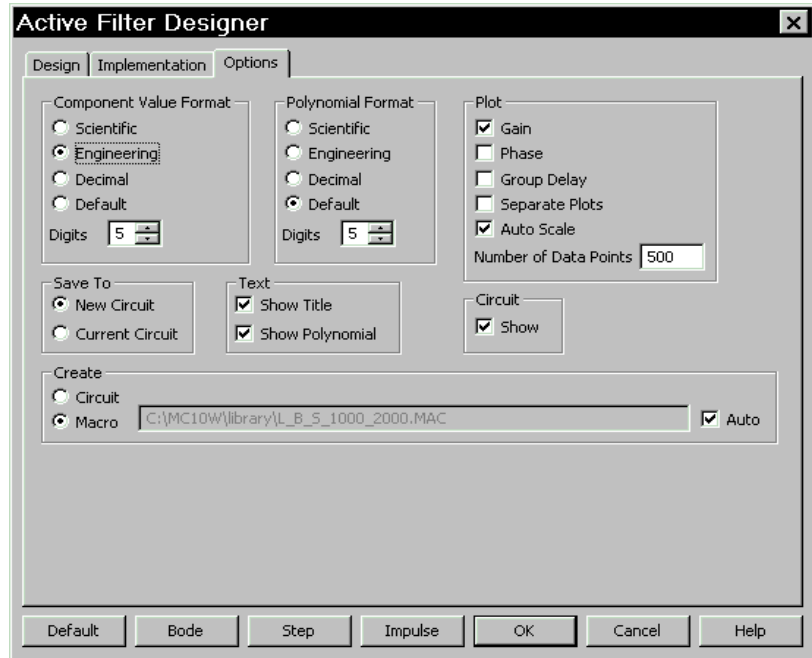 Active Filter Designer
Design Implementation Options
Component Value Format
Scientific
Engineering
Decimal
Default
Digits 5
Polynomial Format
Scientific
Engineering
Decimal
Default
Digits 5
Plot
Gain
Phase
Group Delay
Separate Plots
Auto Scale
Number of Data Points 500
Save To
New Circuit
Current Circuit
Text
Show Title
Show Polynomial
Circuit
Show
Create
Circuit
Macro C:\MC10W\library\L_B_S_1000_2000.MAC Auto
Default Bode Step Impulse OK Cancel Help